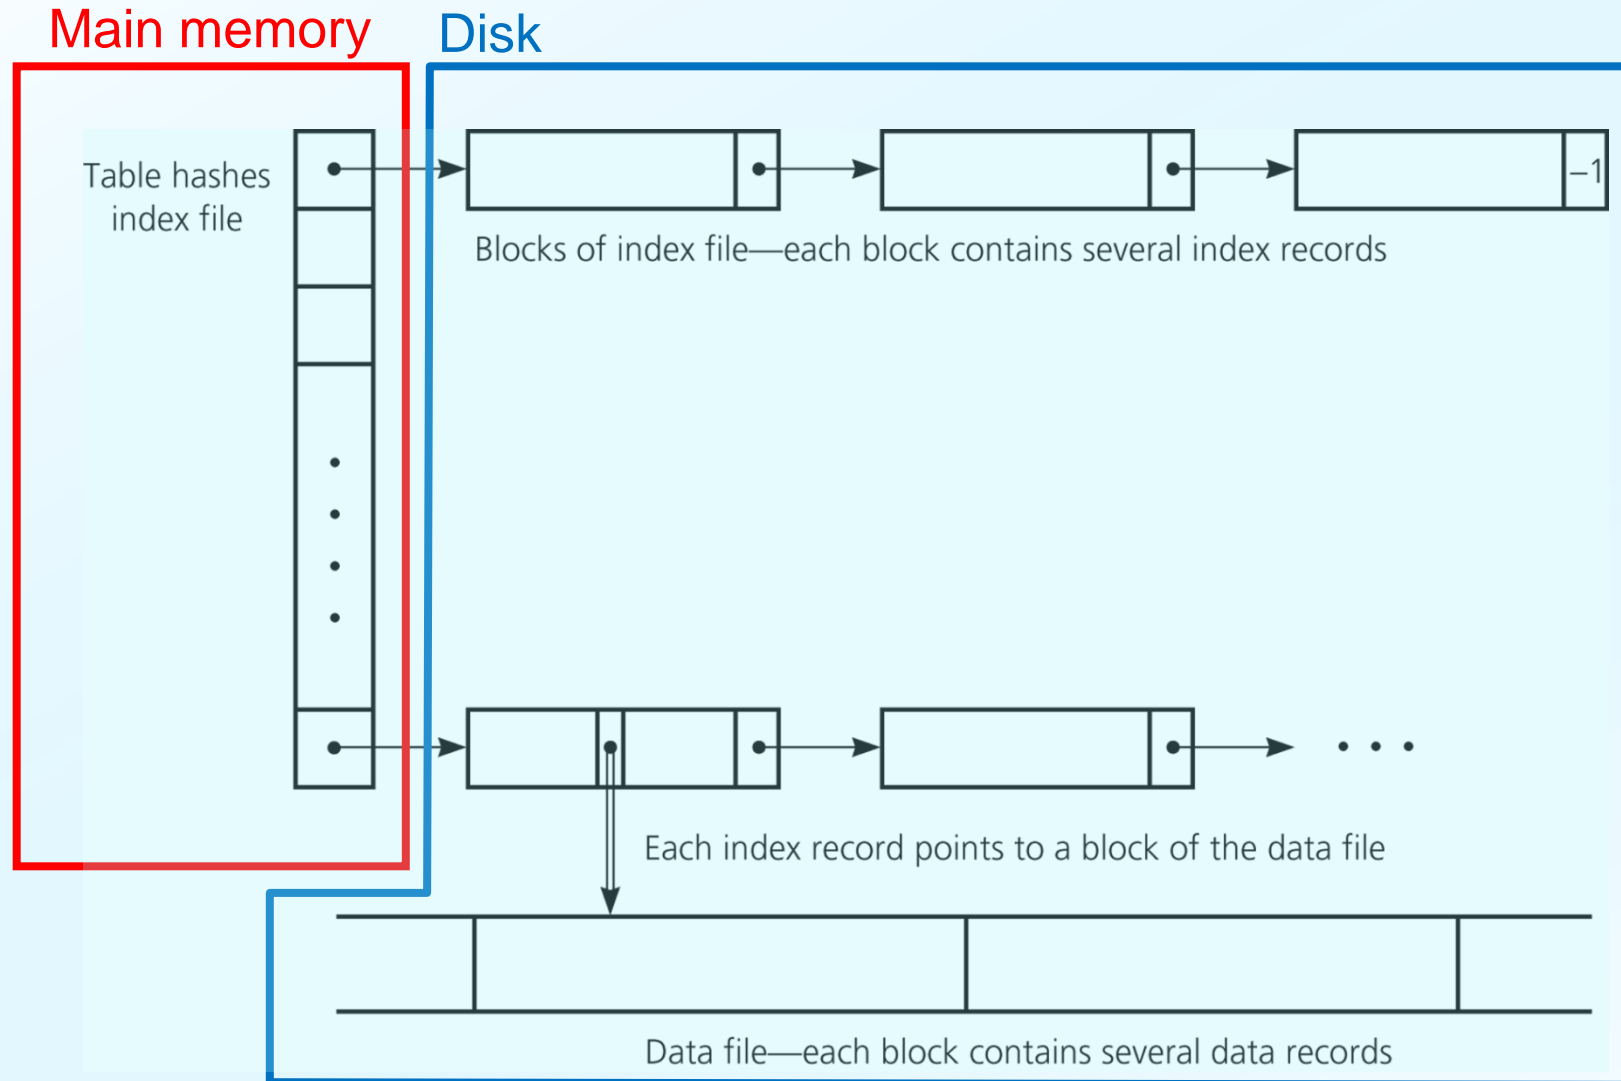 Main memory
Disk
Table hashes
index file
–1
Blocks of index file—each block contains several index records
Each index record points to a block of the data file
Data file—each block contains several data records